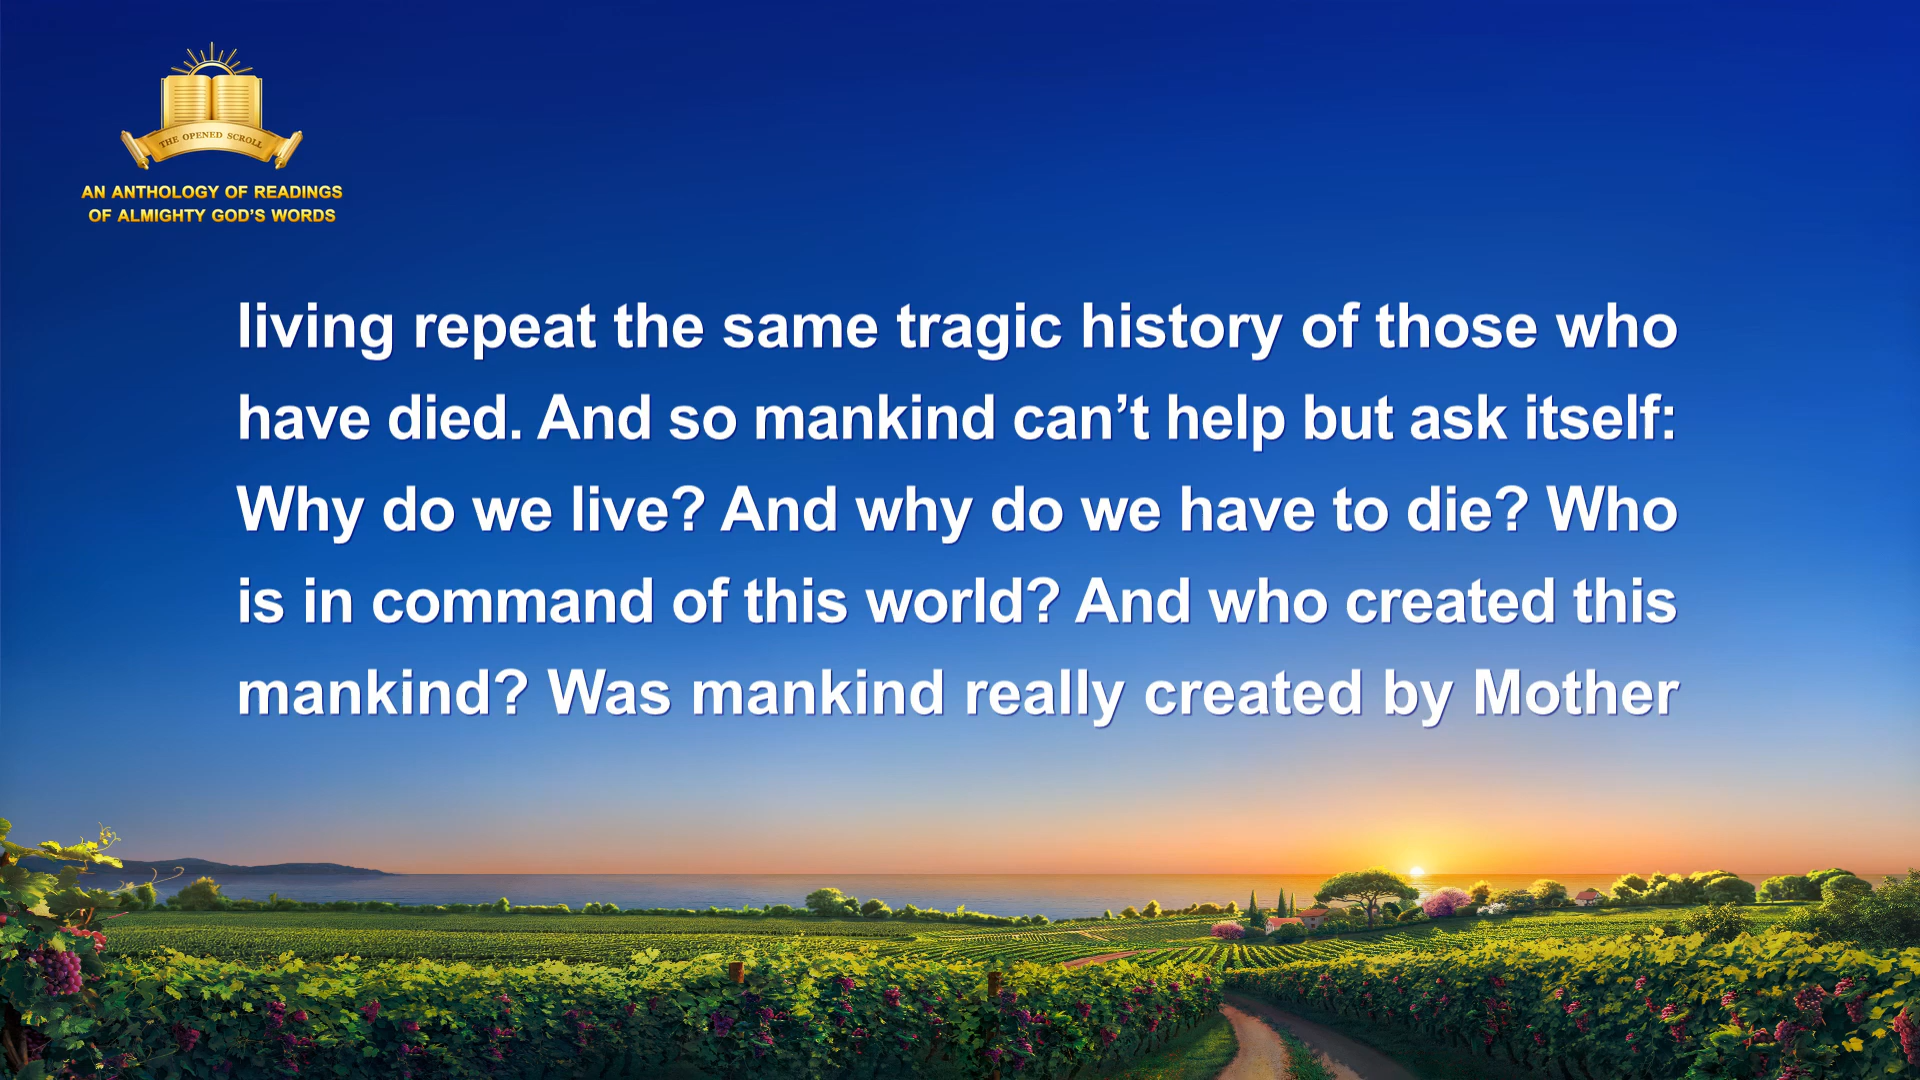 THE OPENED SCROLL
AN ANTHOLOGY OF READINGS
OF ALMIGHTY GOD’S WORDS
living repeat the same tragic history of those who
have died. And so mankind can’t help but ask itself:
Why do we live? And why do we have to die? Who
is in command of this world? And who created this
mankind? Was mankind really created by Mother